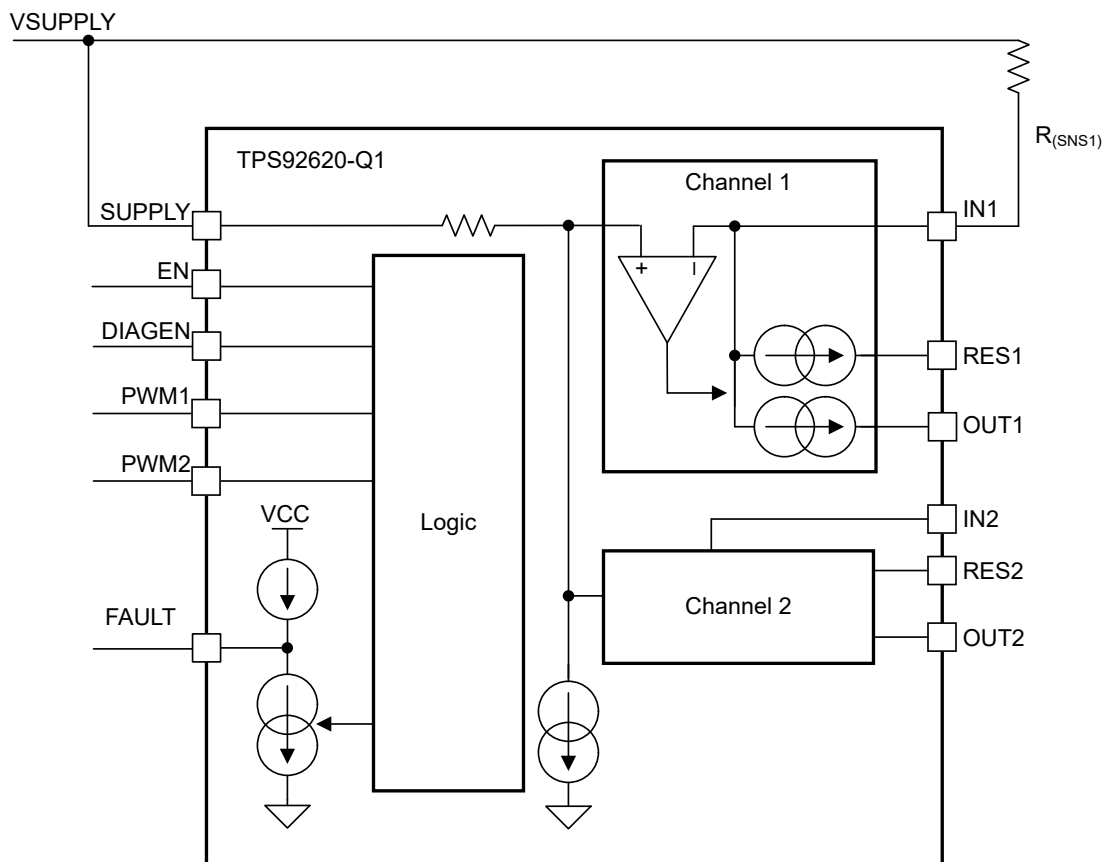 VSUPPLY
R(SNS1)
TPS92620-Q1
Channel 1
SUPPLY
IN1
+
–
EN
DIAGEN
RES1
PWM1
OUT1
PWM2
VCC
Logic
IN2
RES2
Channel 2
FAULT
OUT2